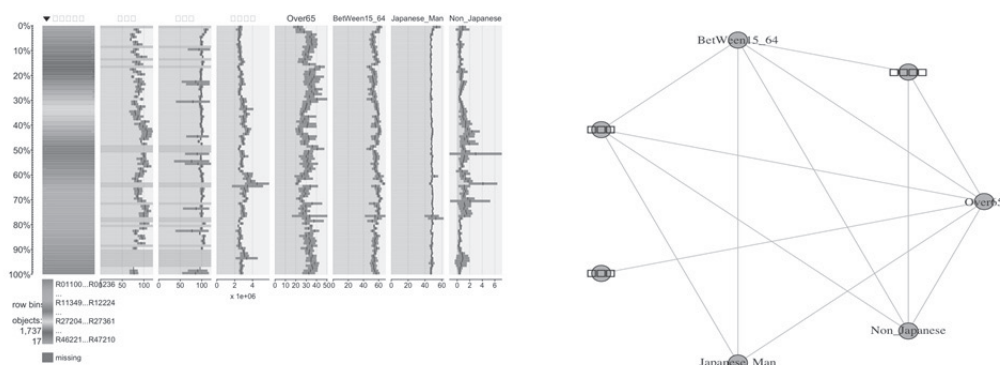 Over65
BetWeen15_64
Japanese_Man
Non_Japanese
0%
10%
20%
30%
40%
50%
60%
70%
80%
90%
100%
0 50 100
0 50 100
0 2 4
x 1e+06
0 10 20 30 40 50
0 20 40 60 80
0 20 40 60
0 2 4 6
row bins
objects:
1,737
17
R01100...R0
236
...
R11349...R12224
...
R27204...R27361
...
R46221...R47210
missing
BetWeen15_64
Over65
Non_Japanese
Japanese_Man